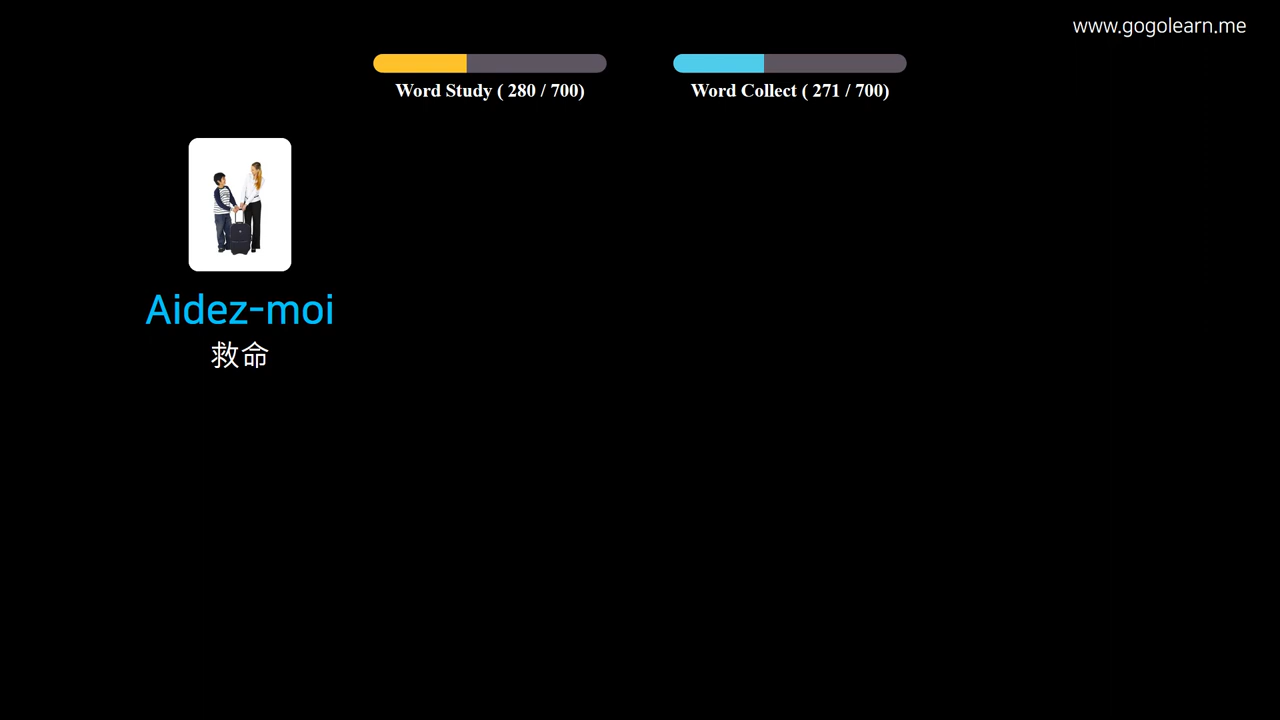 www.gogolearn.me
Word Study ( 280 / 700)
Word Collect ( 271 / 700)
Aidez-moi
救命